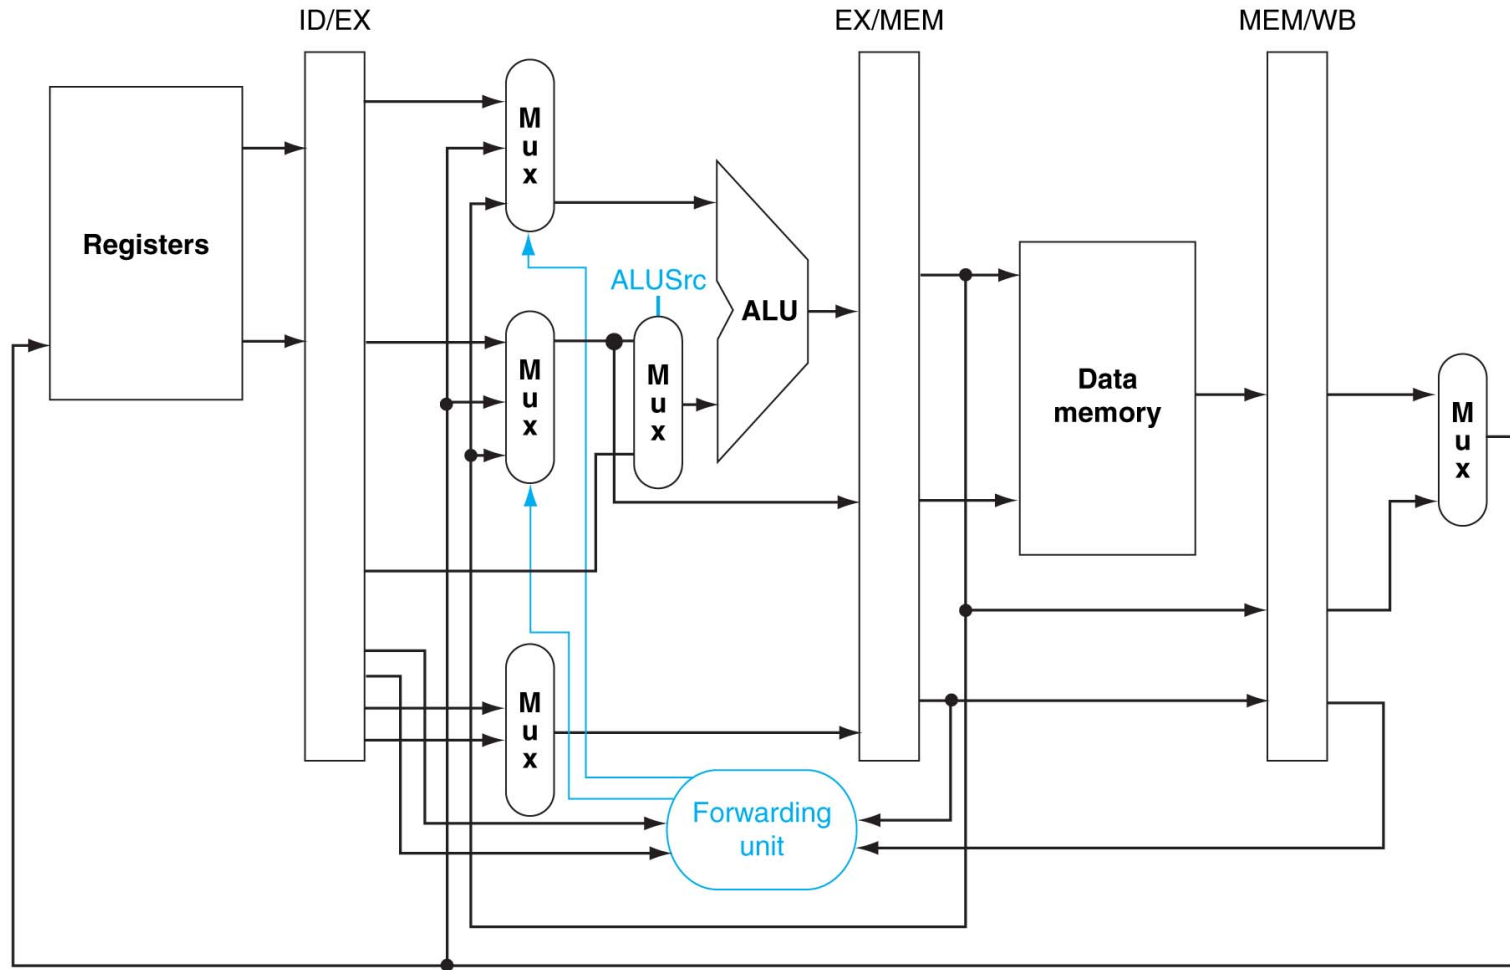 ID/EX
EX/MEM
MEM/WB
M
u
x
Registers
ALUSrc
ALU
M
u
x
M
u
x
Data
memory
M
u
x
M
u
x
Forwarding
unit